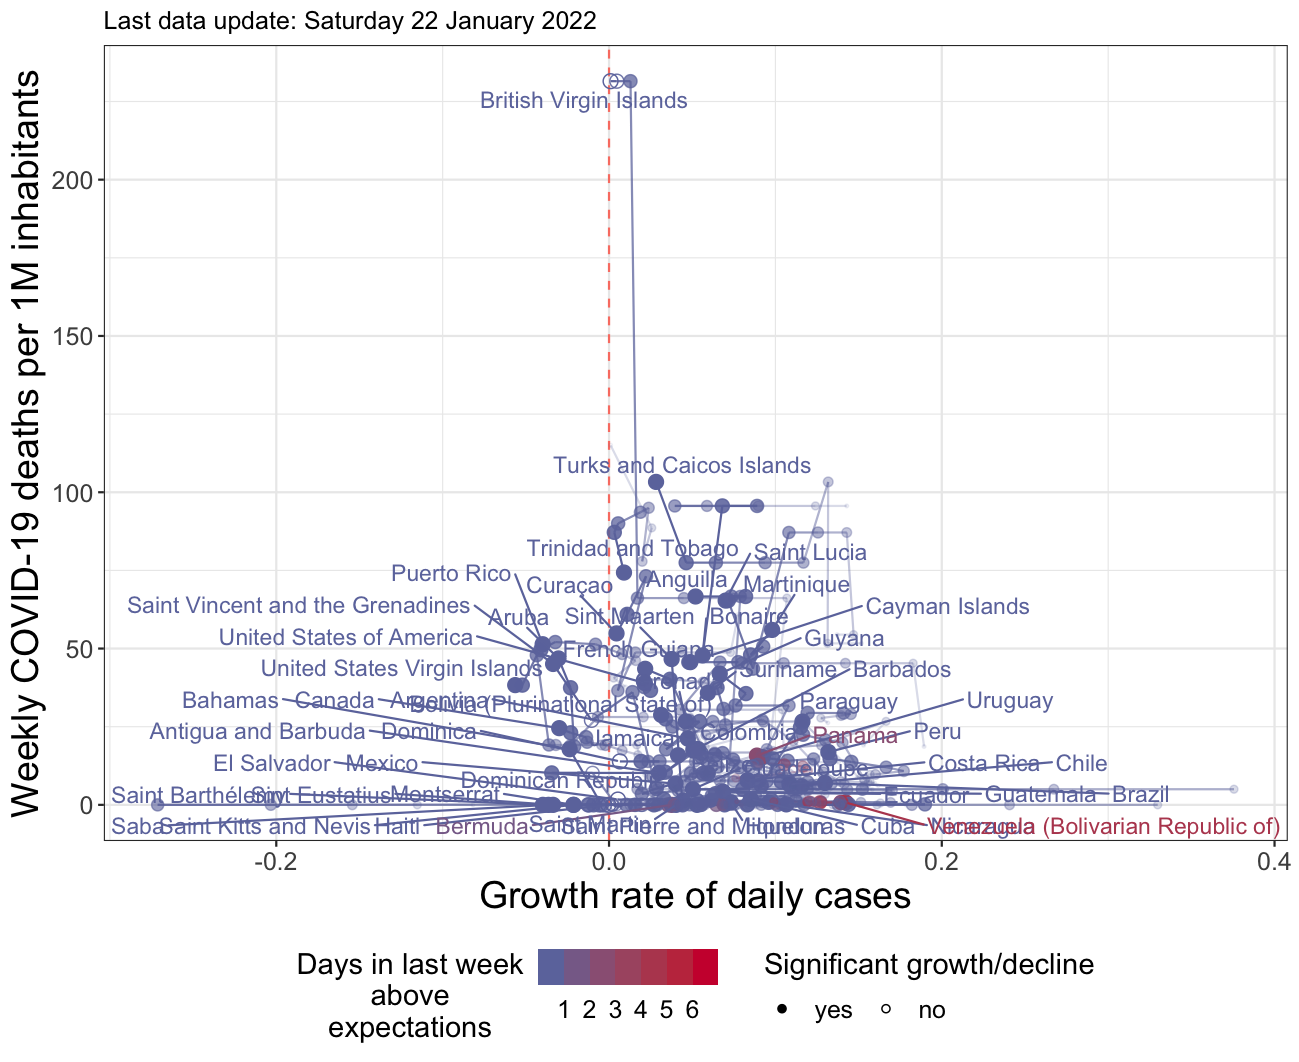 Last data update: Saturday 22 January 2022
Weekly COVID-19 deaths per 1M inhabitants
200
150
100
50
0
British Virgin Islands
Turks and Caicos Islands
Trinidad and Tobago
Saint Lucia
Puerto Rico
Curaçao
Anguilla
Martinique
Saint Vincent and the Grenadines
Aruba
Sint Maarten
Bonaire
Cayman Islands
United States of America
French Guiana
Guyana
United States Virgin Islands
Grenada
Suriname
Barbados
Bahamas
Canada
Argentina
Bolivia (Plurinational State of)
Paraguay
Uruguay
Antigua and Barbuda
Dominica
Jamaica
Colombia
Panama
Peru
El Salvador
Mexico
Guadeloupe
Costa Rica
Chile
Dominican Republic
Saint Barthélemy
Sint Eustatius
Montserrat
Ecuador
Guatemala
Brazil
Saba
Saint Kitts and Nevis
Haiti
Bermuda
Saint Martin
Saint Pierre and Miquelon
Honduras
Cuba
Nicaragua
Venezuela (Bolivarian Republic of)
-0.2
0.0
0.2
0.4
Growth rate of daily cases
Days in last week
above
expectations
1 2 3 4 5 6
Significant growth/decline
yes
no